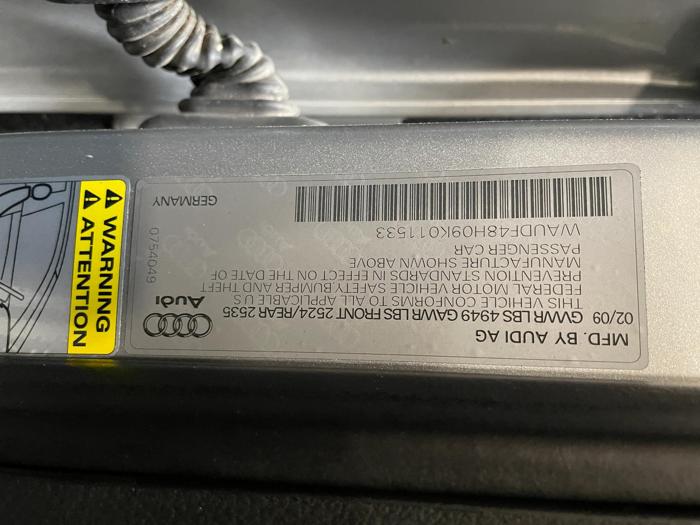 MFD. BY AUDI AG
02/09 GVWR LBS 4949 GAWR LBS FRONT 2524/REAR 2535
THIS VEHICLE CONFORMS TO ALL APPLICABLE U S
FEDERAL MOTOR VEHICLE SAFETY BUMPER AND THEFT
PREVENTION STANDARDS IN EFFECT ON THE DATE OF
MANUFACTURE SHOWN ABOVE
PASSENGER CAR
WAUDF48H09K011533
Audi
0754049
GERMANY
WARNING
ATTENTION